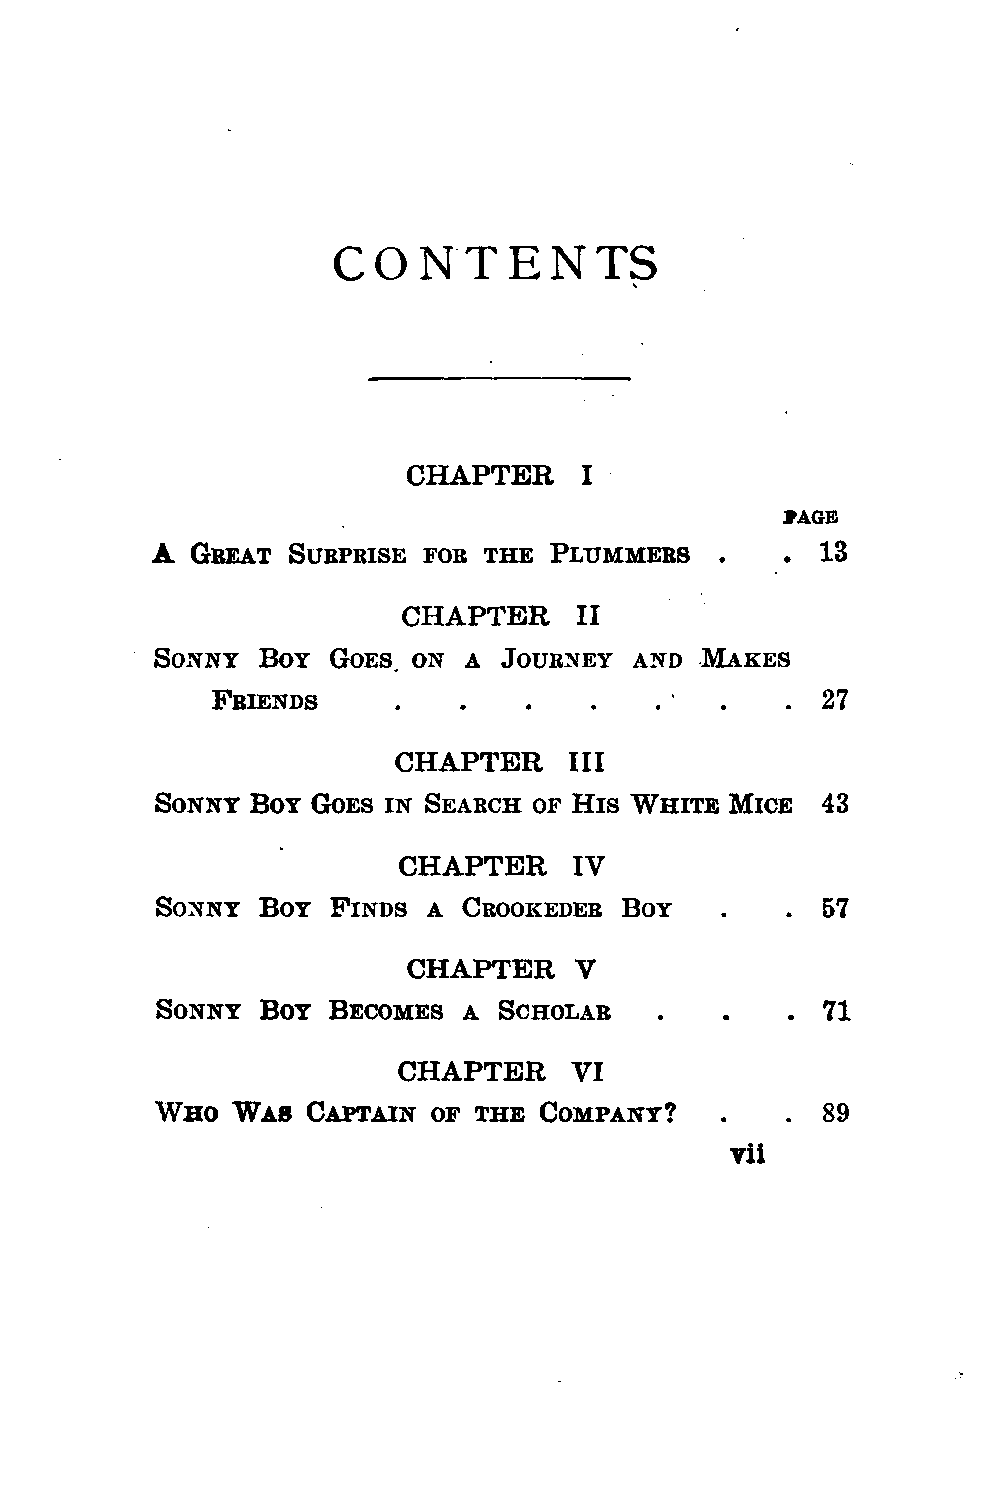 CONTENTS
CHAPTER I
PAGE
A Great Surprise for the Plummers . . 13
CHAPTER II
Sonny Boy Goes on a Journey and Makes
Friends . . . . . . . 27
CHAPTER III
Sonny Boy Goes in Search of His White Mice 43
CHAPTER IV
Sonny Boy Finds a Crookeder Boy . . 57
CHAPTER V
Sonny Boy Becomes a Scholar . . . 71
CHAPTER VI
Who Was Captain of the Company? . . 89
vii